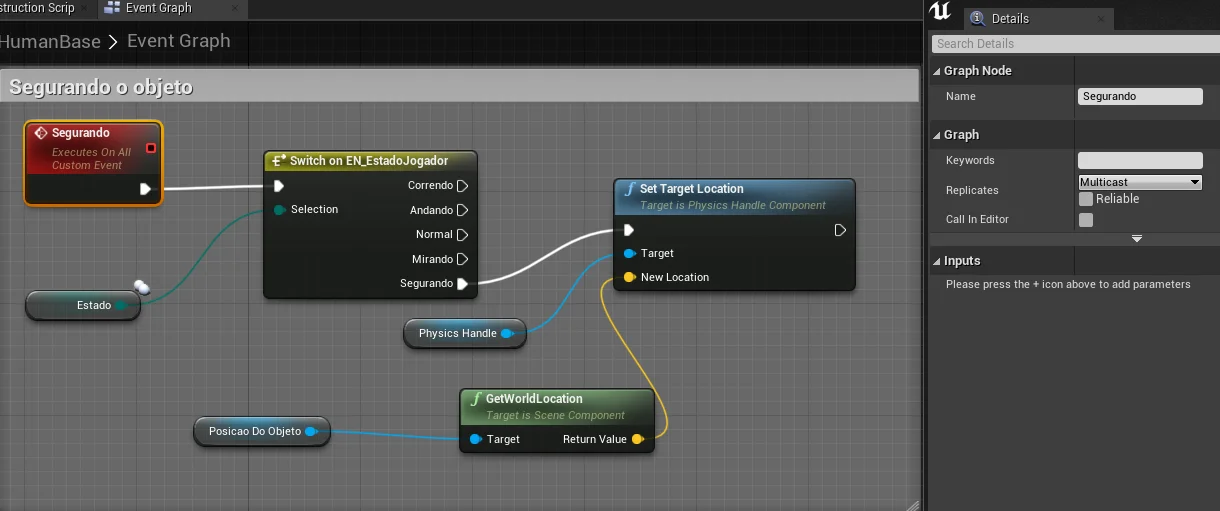 struction Scrip
Event Graph
HumanBase > Event Graph
Segurando o objeto
Segurando
Executes On All
Custom Event
Switch on EN_EstadoJogador
Correndo
Selection
Andando
Normal
Mirando
Segurando
Estado
Set Target Location
Target is Physics Handle Component
Target
New Location
Physics Handle
GetWorldLocation
Target is Scene Component
Target
Return Value
Posicao Do Objeto
Details
Search Details
Graph Node
Name
Segurando
Graph
Keywords
Replicates
Multicast
Reliable
Call In Editor
Inputs
Please press the + icon above to add parameters